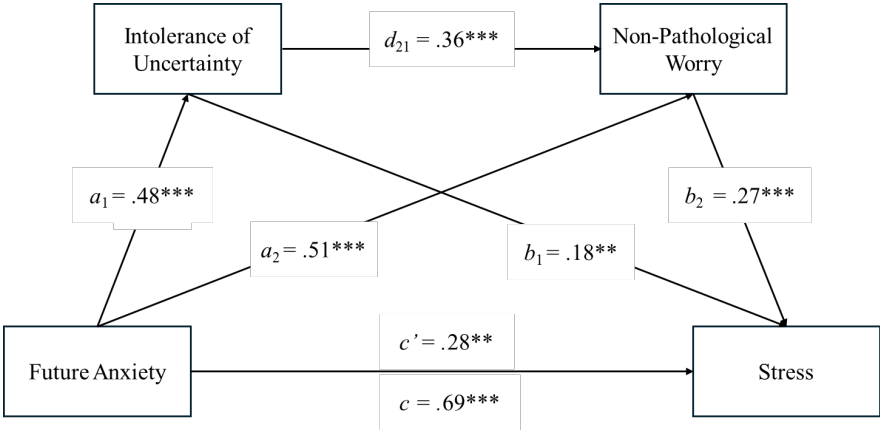 Intolerance of
Uncertainty
d₂₁ = .36***
Non-Pathological
Worry
a₁ = .48***
b₂ = .27***
a₂ = .51***
b₁ = .18**
Future Anxiety
c’ = .28**
c = .69***
Stress